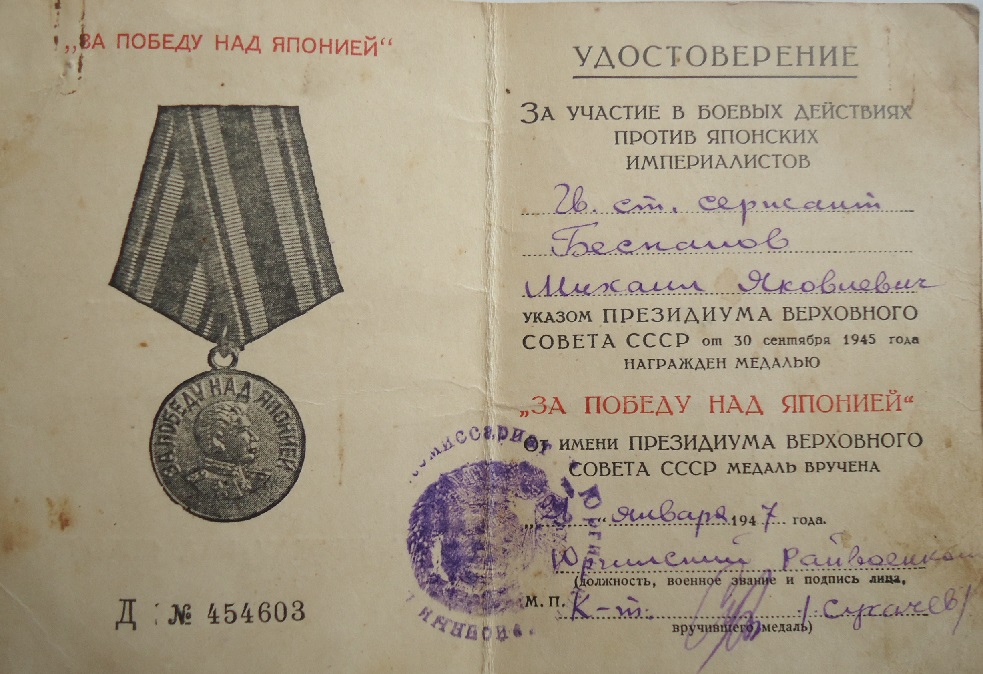 „ЗА ПОБЕДУ НАД ЯПОНИЕЙ“
ЗА ПОБЕДУ НАД ЯПОНИЕЙ
Д № 454603
УДОСТОВЕРЕНИЕ
ЗА УЧАСТИЕ В БОЕВЫХ ДЕЙСТВИЯХ
ПРОТИВ ЯПОНСКИХ
ИМПЕРИАЛИСТОВ
Гв. ст. сержант
Беспалов
Михаил Яковлевич
УКАЗОМ ПРЕЗИДИУМА ВЕРХОВНОГО
СОВЕТА СССР от 30 сентября 1945 года
НАГРАЖДЕН МЕДАЛЬЮ
„ЗА ПОБЕДУ НАД ЯПОНИЕЙ“
ОТ ИМЕНИ ПРЕЗИДИУМА ВЕРХОВНОГО
СОВЕТА СССР МЕДАЛЬ ВРУЧЕНА
января 1947 года.
Юргинский Райвоенком
(должность, военное звание и подпись лица,
М. П. К-т. /Сухачев/
вручившего медаль)